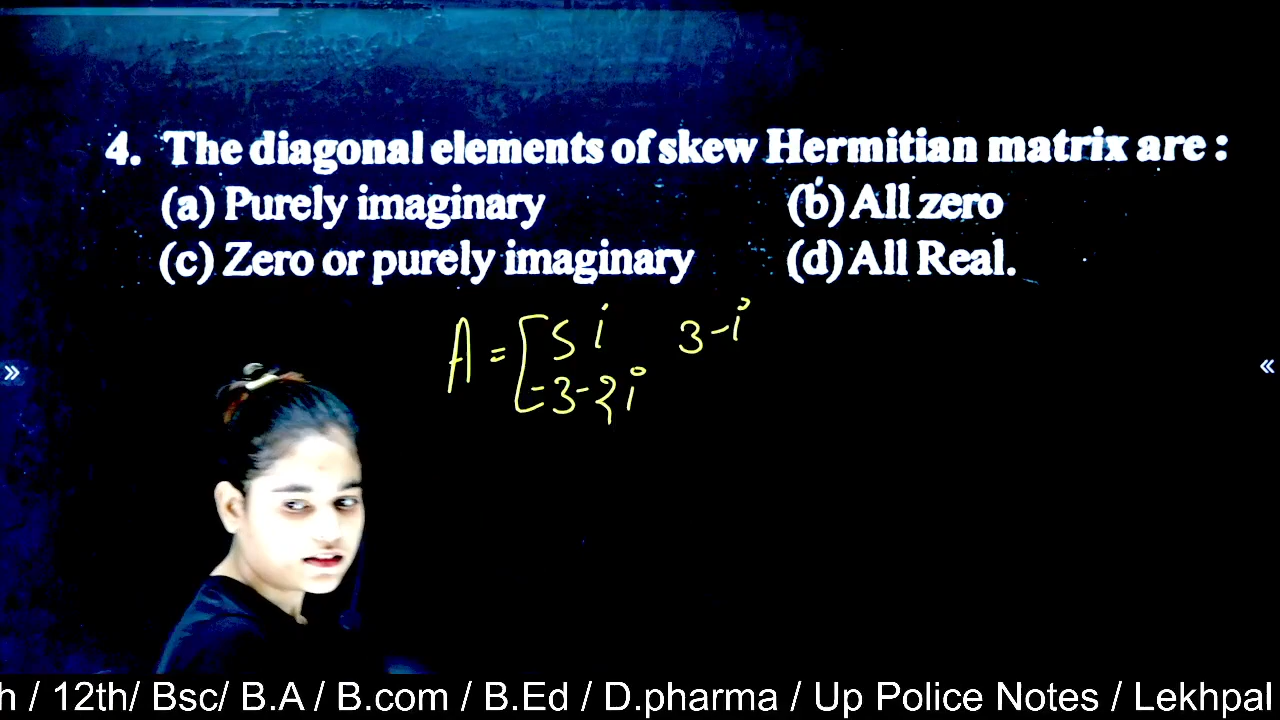 4. The diagonal elements of skew Hermitian matrix are :
(a) Purely imaginary (b) All zero
(c) Zero or purely imaginary (d) All Real.
A = [5i 3-i
-3-2i
h / 12th/ Bsc/ B.A / B.com / B.Ed / D.pharma / Up Police Notes / Lekhpal